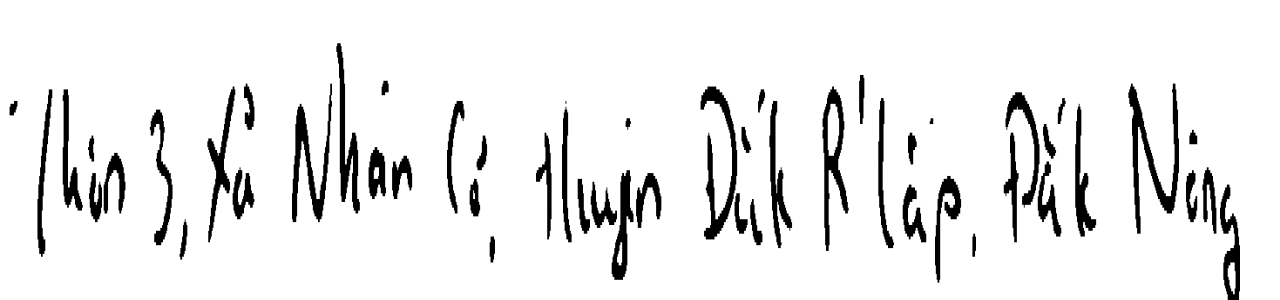 Thôn 3, Xã Nhân Cơ, Huyện Đắk R'Lấp, Đắk Nông